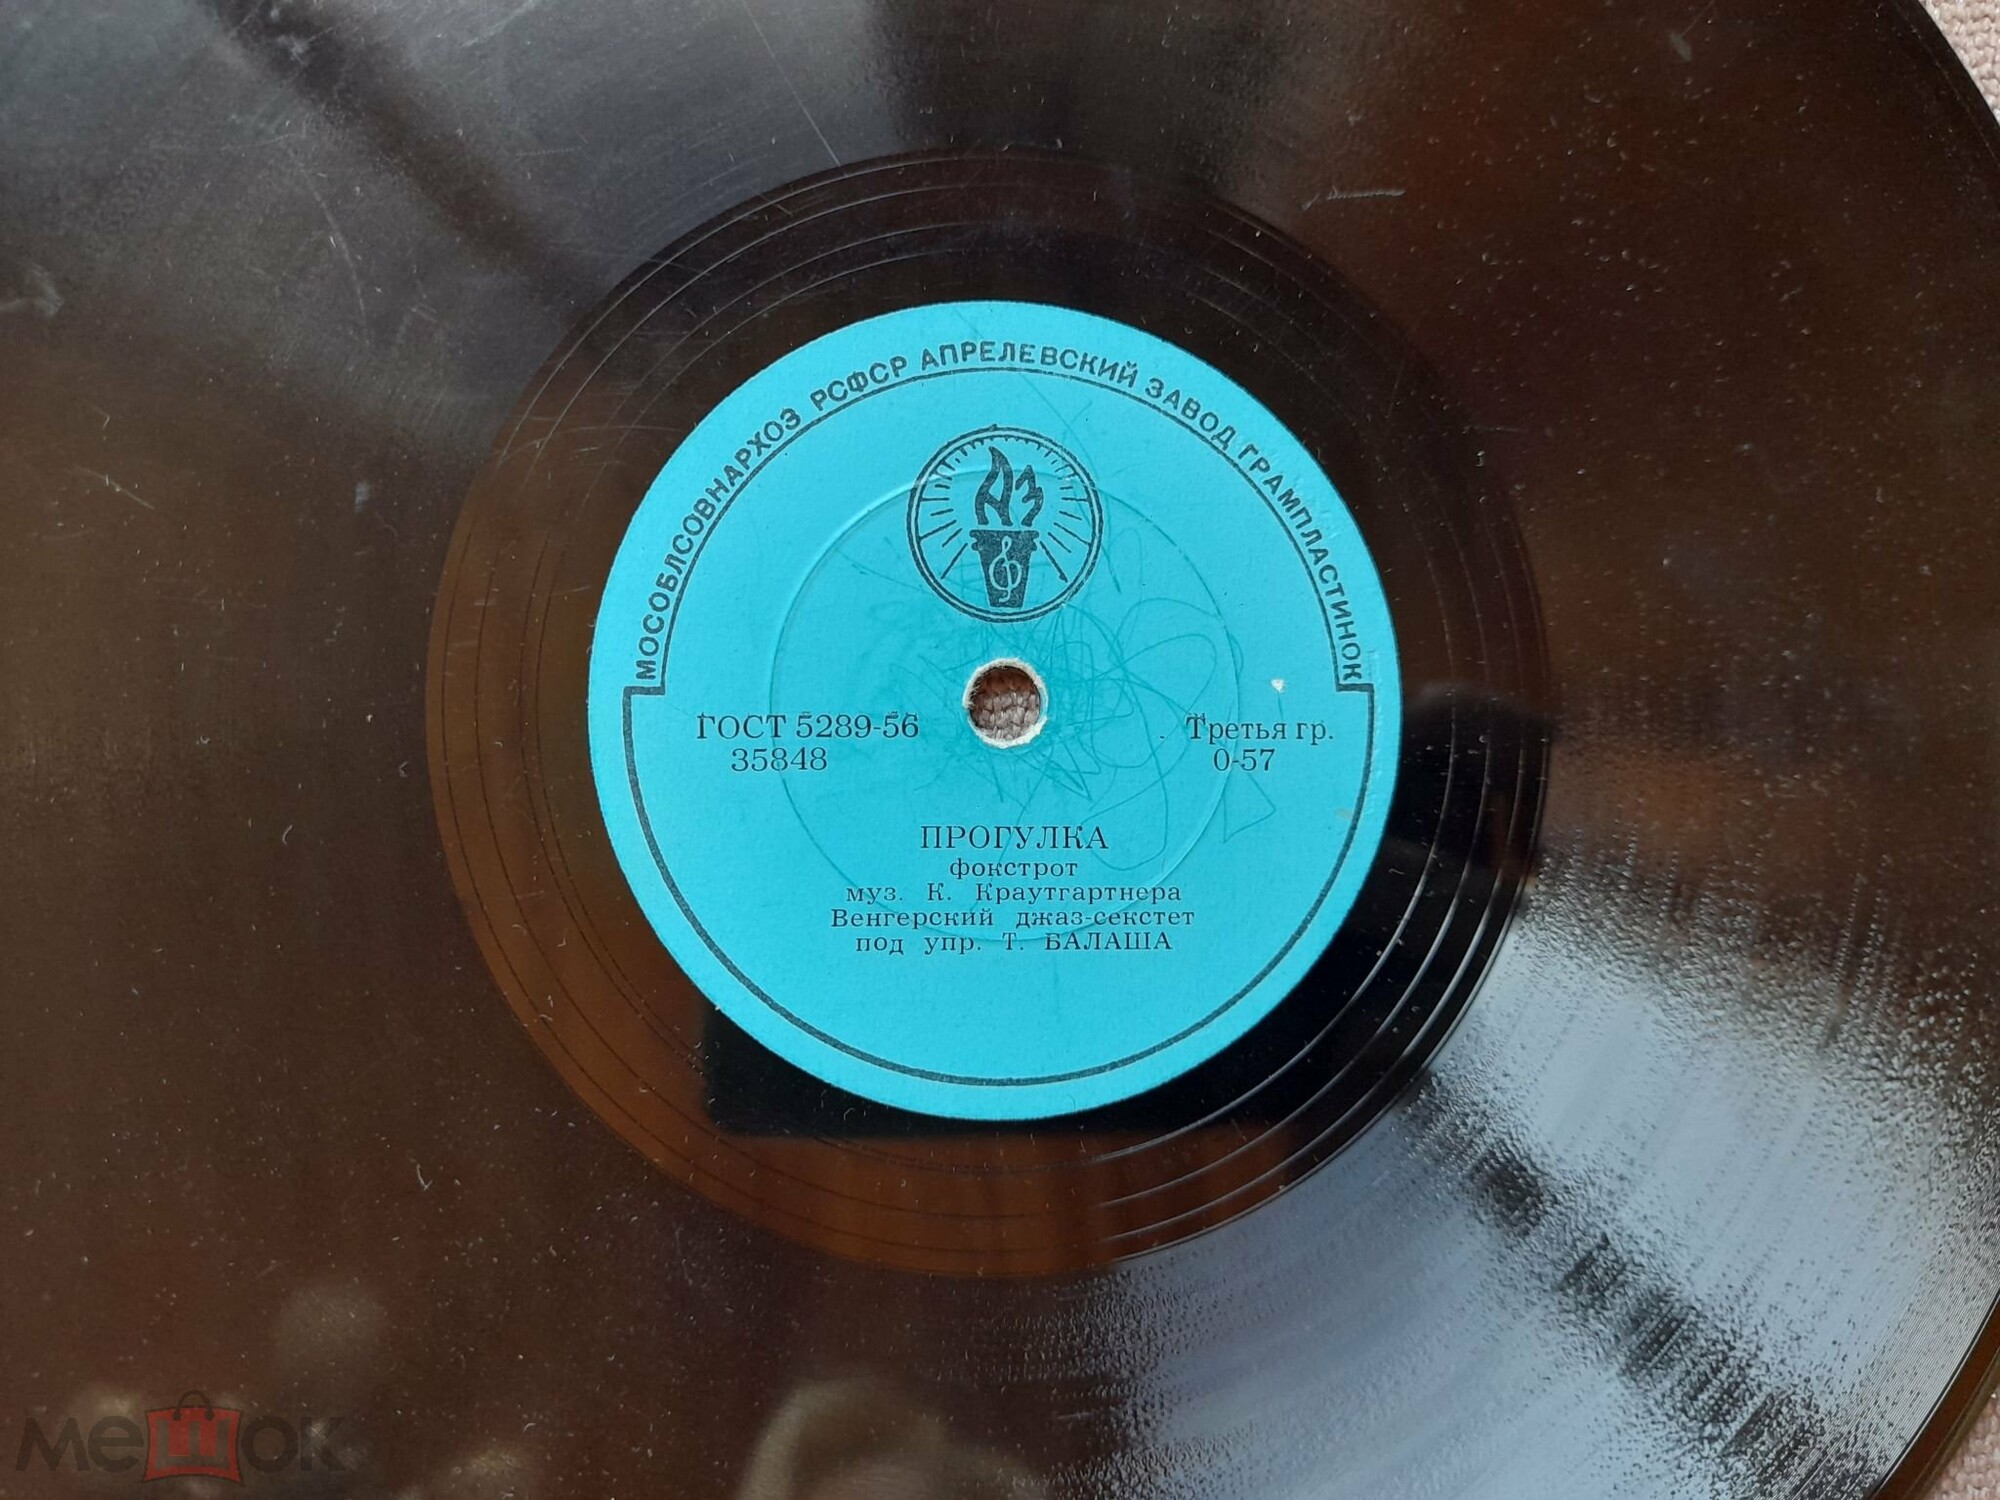 МОСОБЛСОВНАРХОЗ РСФСР АПРЕЛЕВСКИЙ ЗАВОД ГРАМПЛАСТИНОК
АЗ
ГОСТ 5289-56
35848
Третья гр.
0-57
ПРОГУЛКА
фокстрот
муз. К. Краутгартнера
Венгерский джаз-секстет
под упр. Т. БАЛАША
мешок